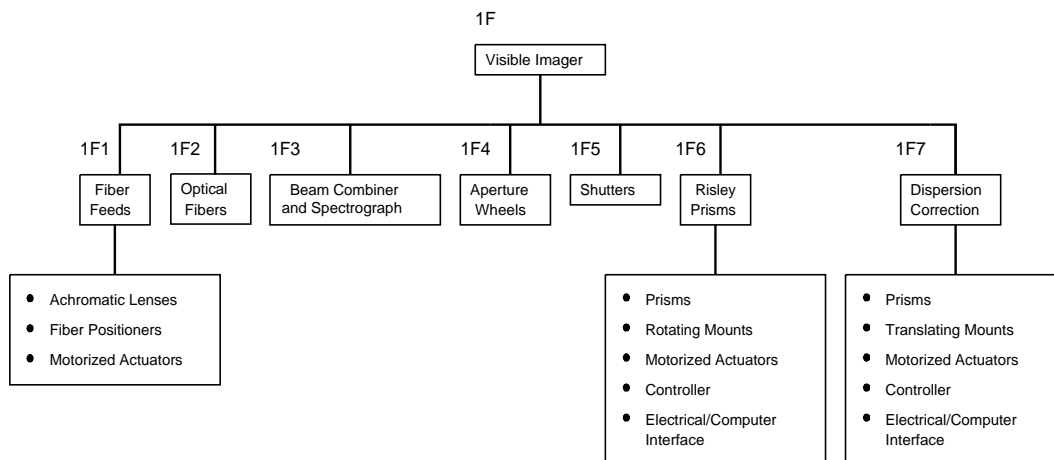 1F
Visible Imager
1F1
1F2
1F3
1F4
1F5
1F6
1F7
Fiber
Feeds
Optical
Fibers
Beam Combiner
and Spectrograph
Aperture
Wheels
Shutters
Risley
Prisms
Dispersion
Correction
Achromatic Lenses
Fiber Positioners
Motorized Actuators
Prisms
Rotating Mounts
Motorized Actuators
Controller
Electrical/Computer
Interface
Prisms
Translating Mounts
Motorized Actuators
Controller
Electrical/Computer
Interface